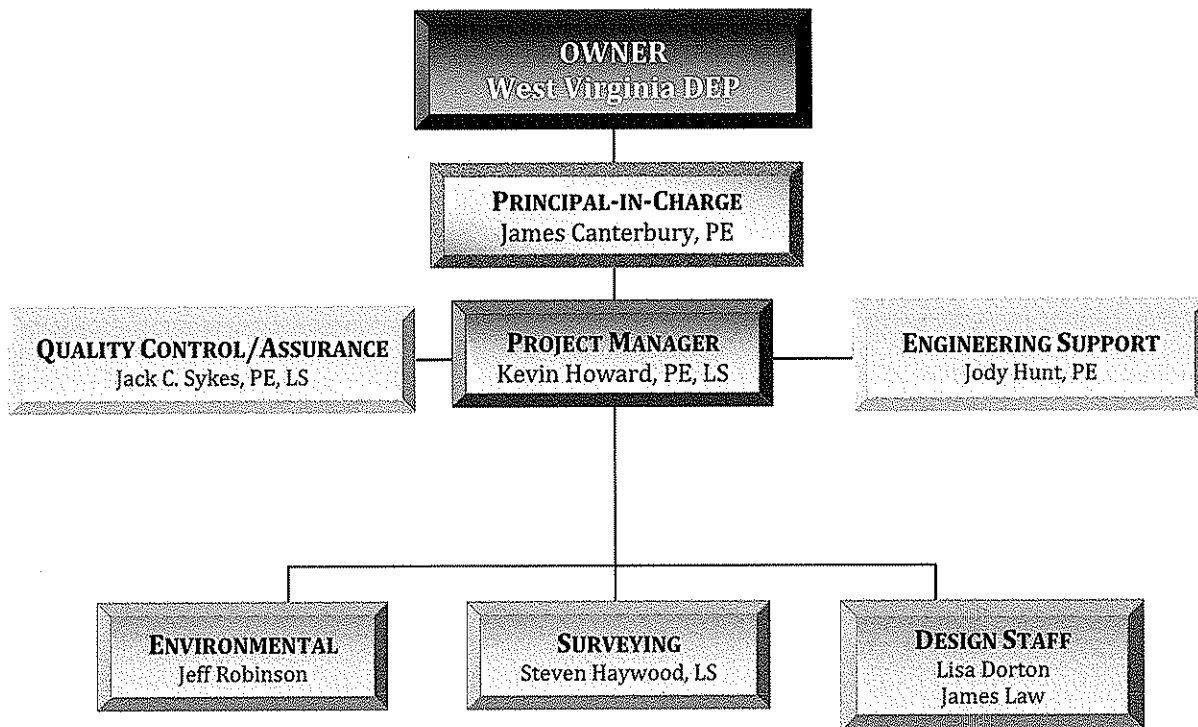 OWNER
West Virginia DEP
PRINCIPAL-IN-CHARGE
James Canterbury, PE
QUALITY CONTROL/ASSURANCE
Jack C. Sykes, PE, LS
PROJECT MANAGER
Kevin Howard, PE, LS
ENGINEERING SUPPORT
Jody Hunt, PE
ENVIRONMENTAL
Jeff Robinson
SURVEYING
Steven Haywood, LS
DESIGN STAFF
Lisa Dorton
James Law